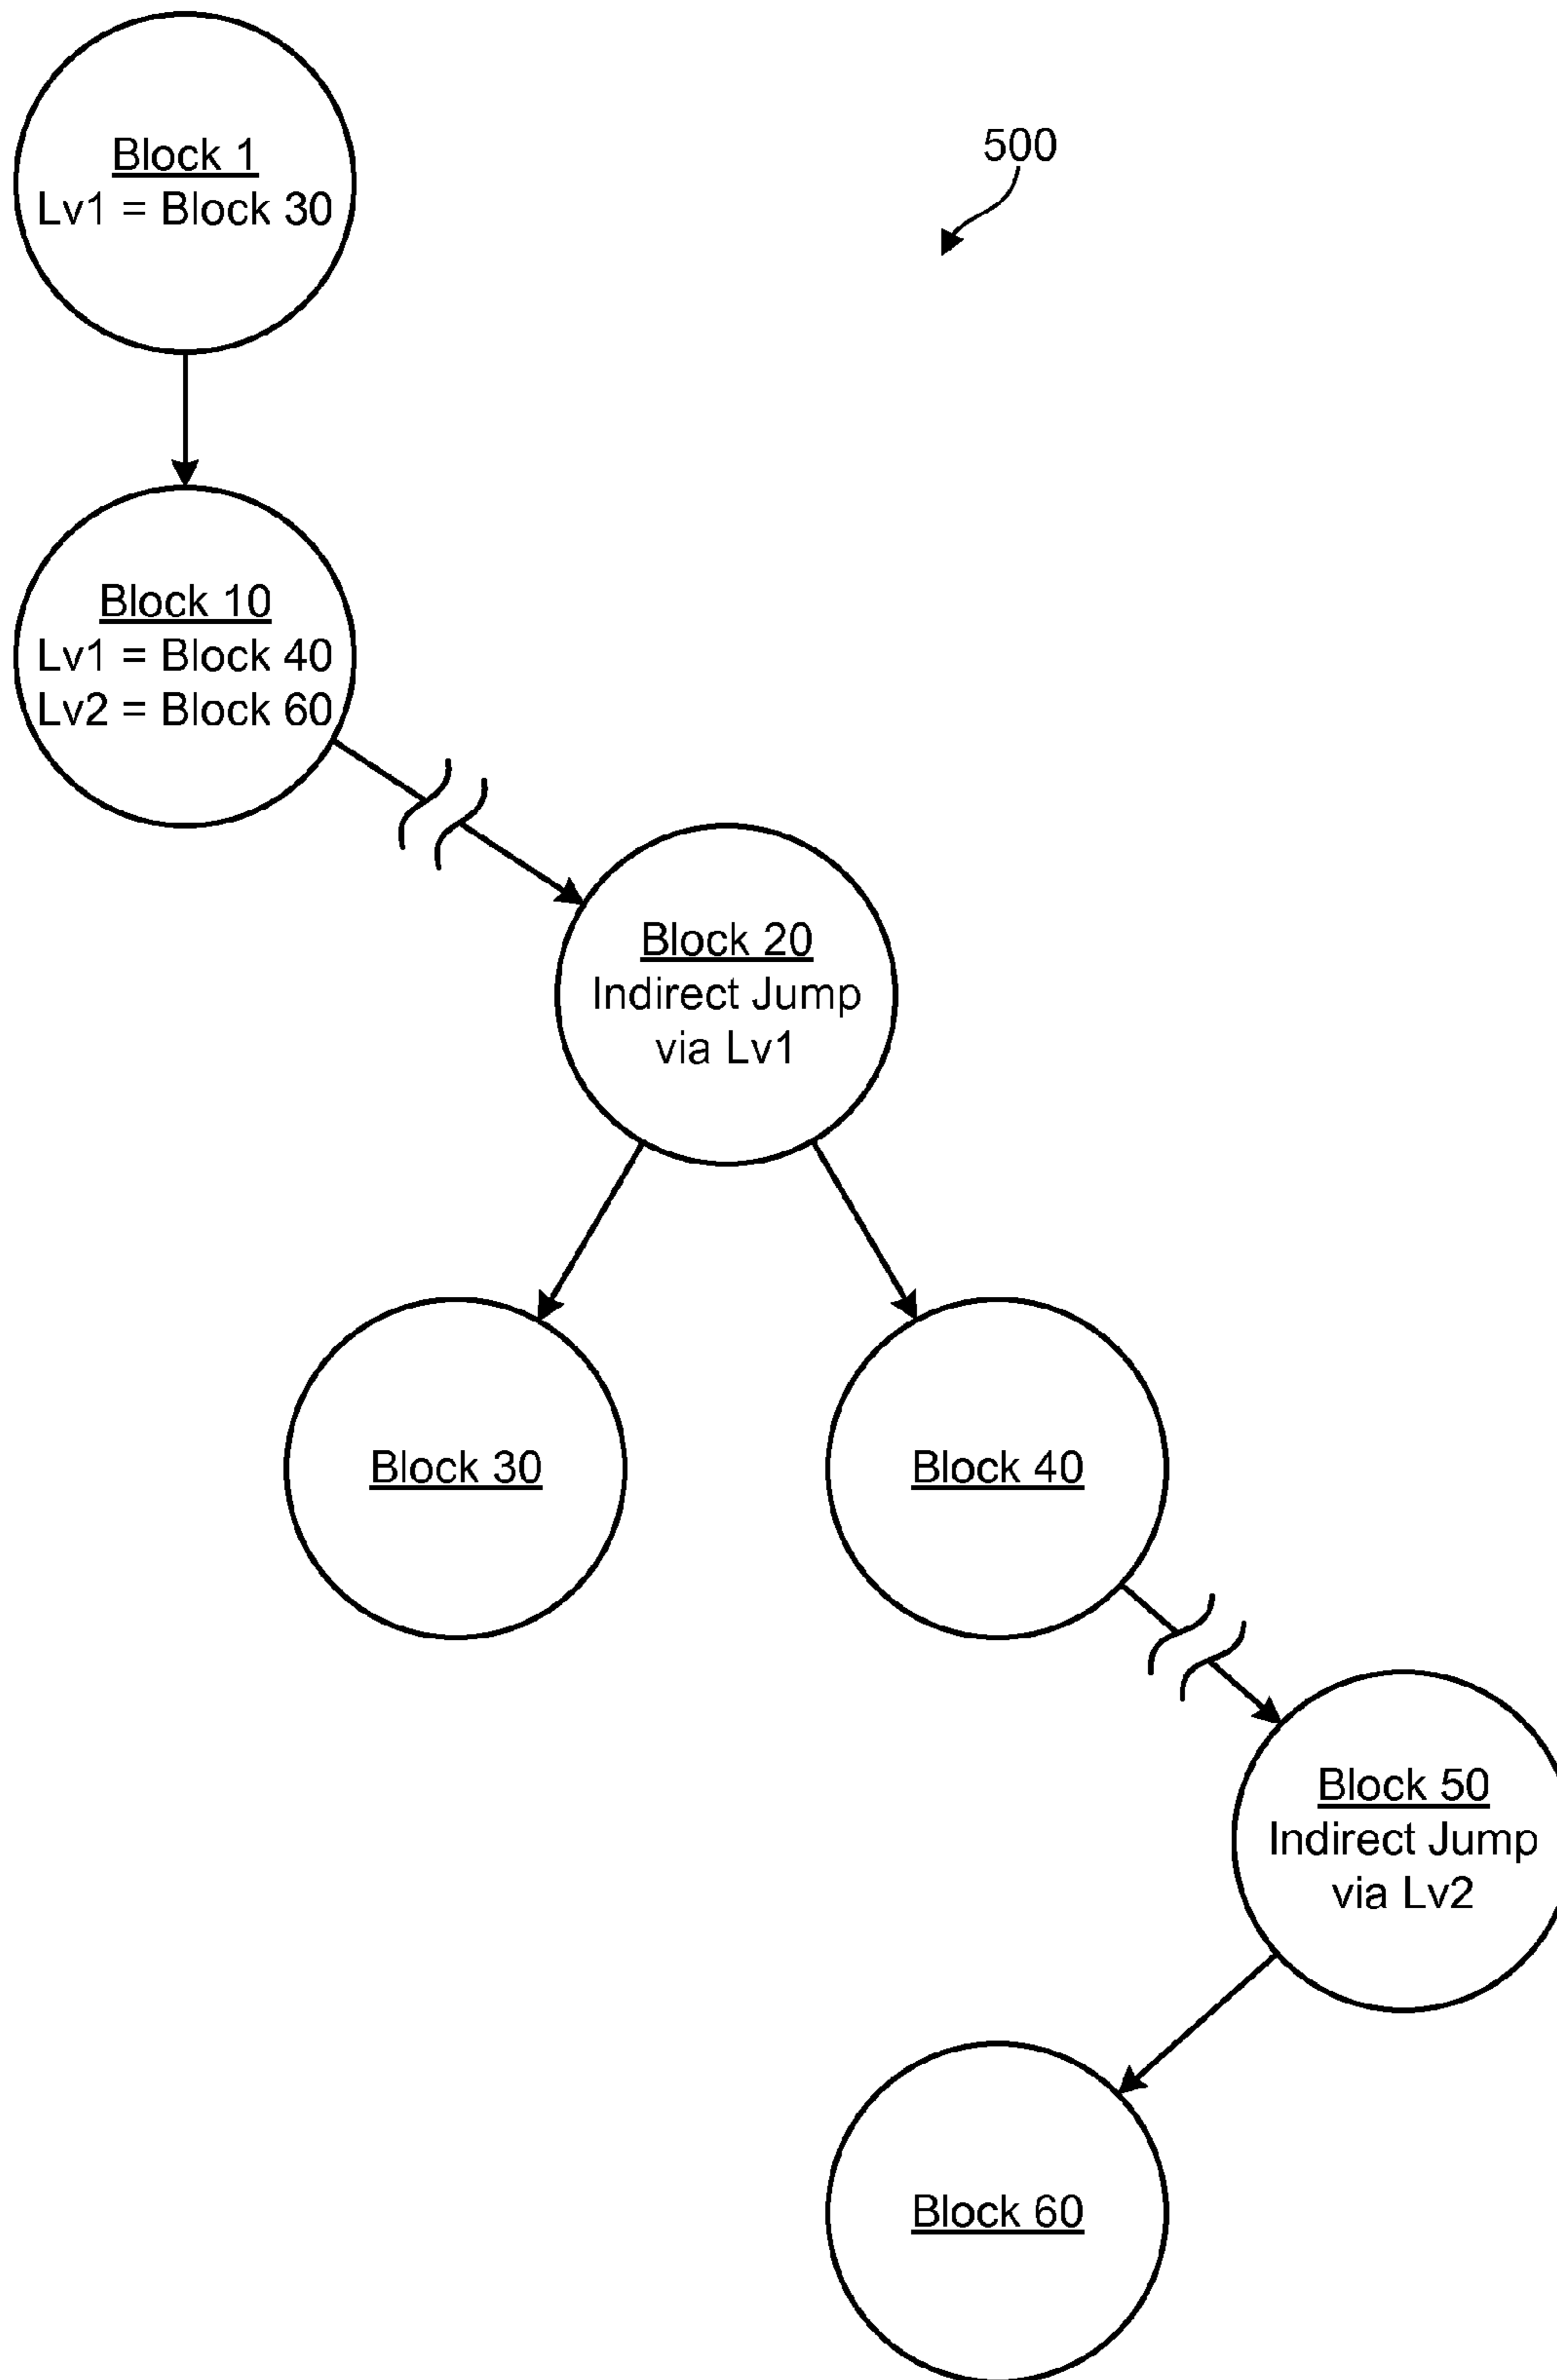 Block 1
Lv1 = Block 30
500
Block 10
Lv1 = Block 40
Lv2 = Block 60
Block 20
Indirect Jump
via Lv1
Block 30
Block 40
Block 50
Indirect Jump
via Lv2
Block 60